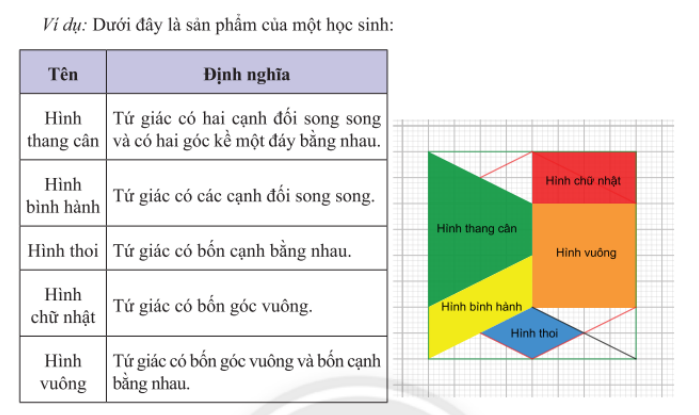 Ví dụ: Dưới đây là sản phẩm của một học sinh:
Tên
Định nghĩa
Hình
thang cân
Tứ giác có hai cạnh đối song song
và có hai góc kề một đáy bằng nhau.
Hình
bình hành
Tứ giác có các cạnh đối song song.
Hình thoi
Tứ giác có bốn cạnh bằng nhau.
Hình
chữ nhật
Tứ giác có bốn góc vuông.
Hình
vuông
Tứ giác có bốn góc vuông và bốn cạnh
bằng nhau.
Hình chữ nhật
Hình thang cân
Hình vuông
Hình bình hành
Hình thoi